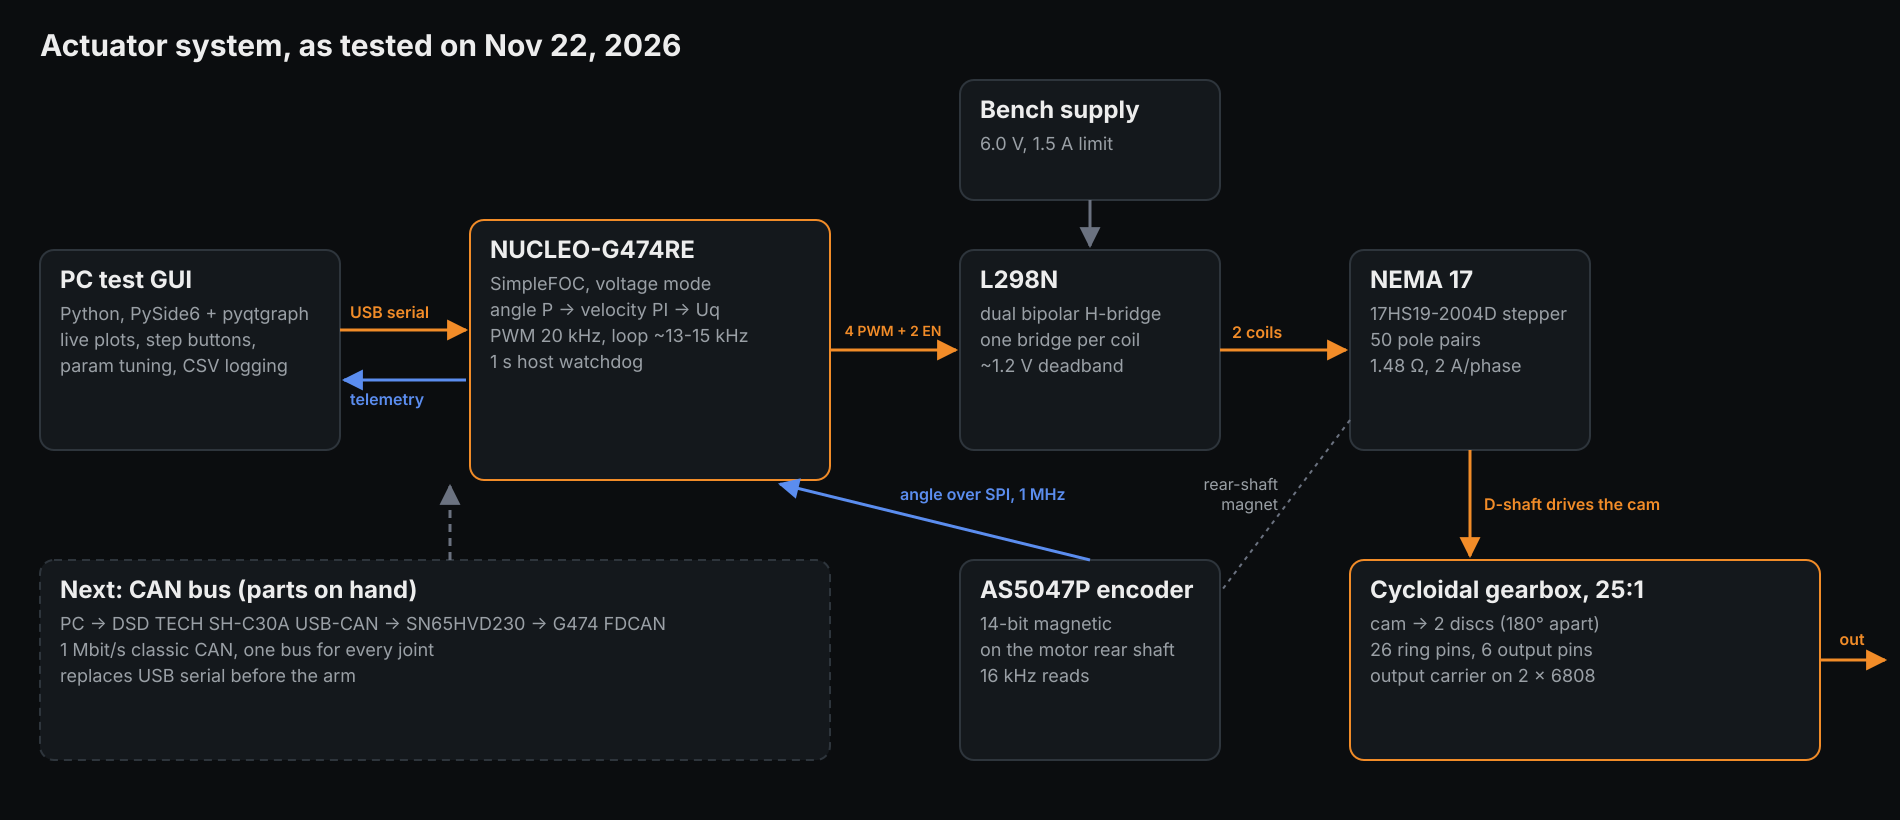 Actuator system, as tested on Nov 22, 2026
Bench supply
6.0 V, 1.5 A limit
PC test GUI
Python, PySide6 + pyqtgraph
live plots, step buttons,
param tuning, CSV logging
USB serial
telemetry
NUCLEO-G474RE
SimpleFOC, voltage mode
angle P → velocity PI → Uq
PWM 20 kHz, loop ~13-15 kHz
1 s host watchdog
4 PWM + 2 EN
L298N
dual bipolar H-bridge
one bridge per coil
~1.2 V deadband
2 coils
NEMA 17
17HS19-2004D stepper
50 pole pairs
1.48 Ω, 2 A/phase
angle over SPI, 1 MHz
rear-shaft
magnet
D-shaft drives the cam
Next: CAN bus (parts on hand)
PC → DSD TECH SH-C30A USB-CAN → SN65HVD230 → G474 FDCAN
1 Mbit/s classic CAN, one bus for every joint
replaces USB serial before the arm
AS5047P encoder
14-bit magnetic
on the motor rear shaft
16 kHz reads
Cycloidal gearbox, 25:1
cam → 2 discs (180° apart)
26 ring pins, 6 output pins
output carrier on 2 × 6808
out